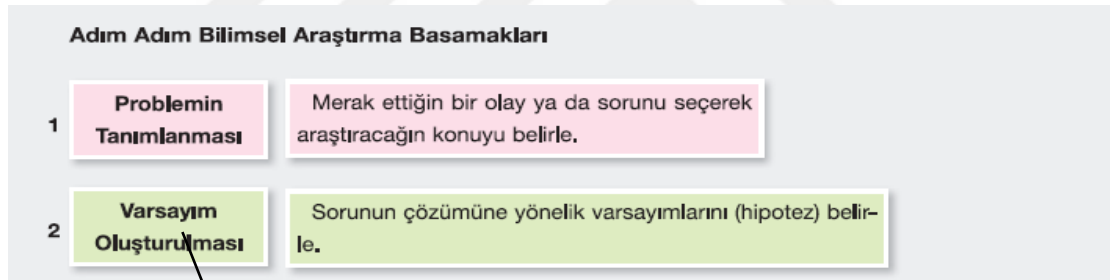 Adım Adım Bilimsel Araştırma Basamakları
1
Problemin
Tanımlanması
Merak ettiğin bir olay ya da sorunu seçerek
araştıracağın konuyu belirle.
2
Varsayım
Oluşturulması
Sorunun çözümüne yönelik varsayımlarını (hipotez) belir-
le.